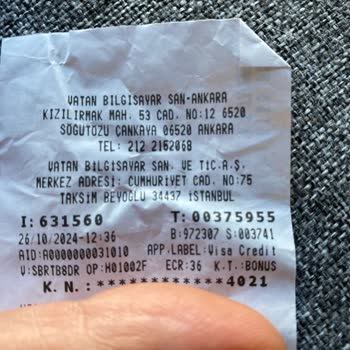 VATAN BILGISAYAR SAN-ANKARA
KIZILIRMAK MAH. 53 CAD. NO:12 6520
SÖGUTÖZU ÇANKAYA 06520 ANKARA
TEL: 212 2152068
VATAN BILGISAYAR SAN. VE TIC.A.Ş.
MERKEZ ADRESI: CUMHURIYET CAD. NO:75
TAKSIM BEYOGLU 34437 ISTANBUL
I: 631560 T: 00375955
26/10/2024-12:36 B:972307 S:003741
AID:A0000000031010 APP.LABEL:Visa Credit
V:SBRTB8DR OP:H01002F ECR:36 K.T.:BONUS
K. N. : ************4021